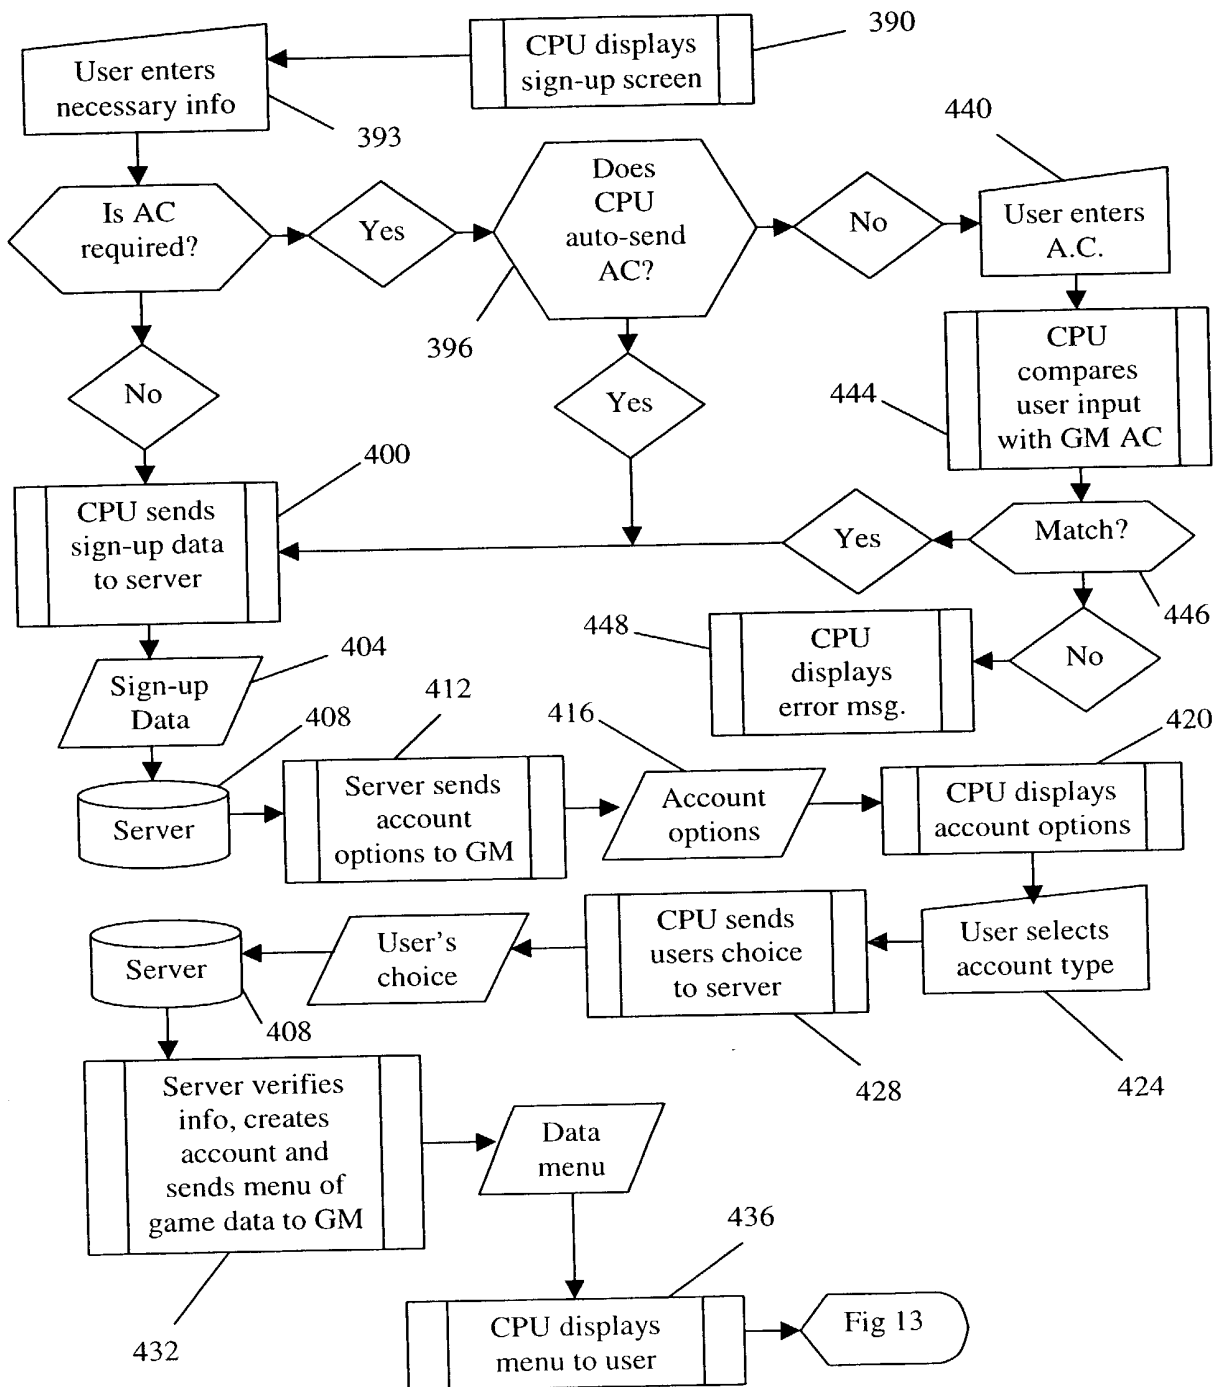 CPU displays
sign-up screen
390
User enters
necessary info
393
440
Is AC
required?
Yes
Does
CPU
auto-send
AC?
396
No
User enters
A.C.
No
Yes
444
CPU
compares
user input
with GM AC
400
CPU sends
sign-up data
to server
Yes
Match?
446
448
CPU
displays
error msg.
No
404
Sign-up
Data
408
Server
412
Server sends
account
options to GM
416
Account
options
420
CPU displays
account options
Server
408
User's
choice
CPU sends
users choice
to server
428
User selects
account type
424
Server verifies
info, creates
account and
sends menu of
game data to GM
432
Data
menu
436
CPU displays
menu to user
Fig 13